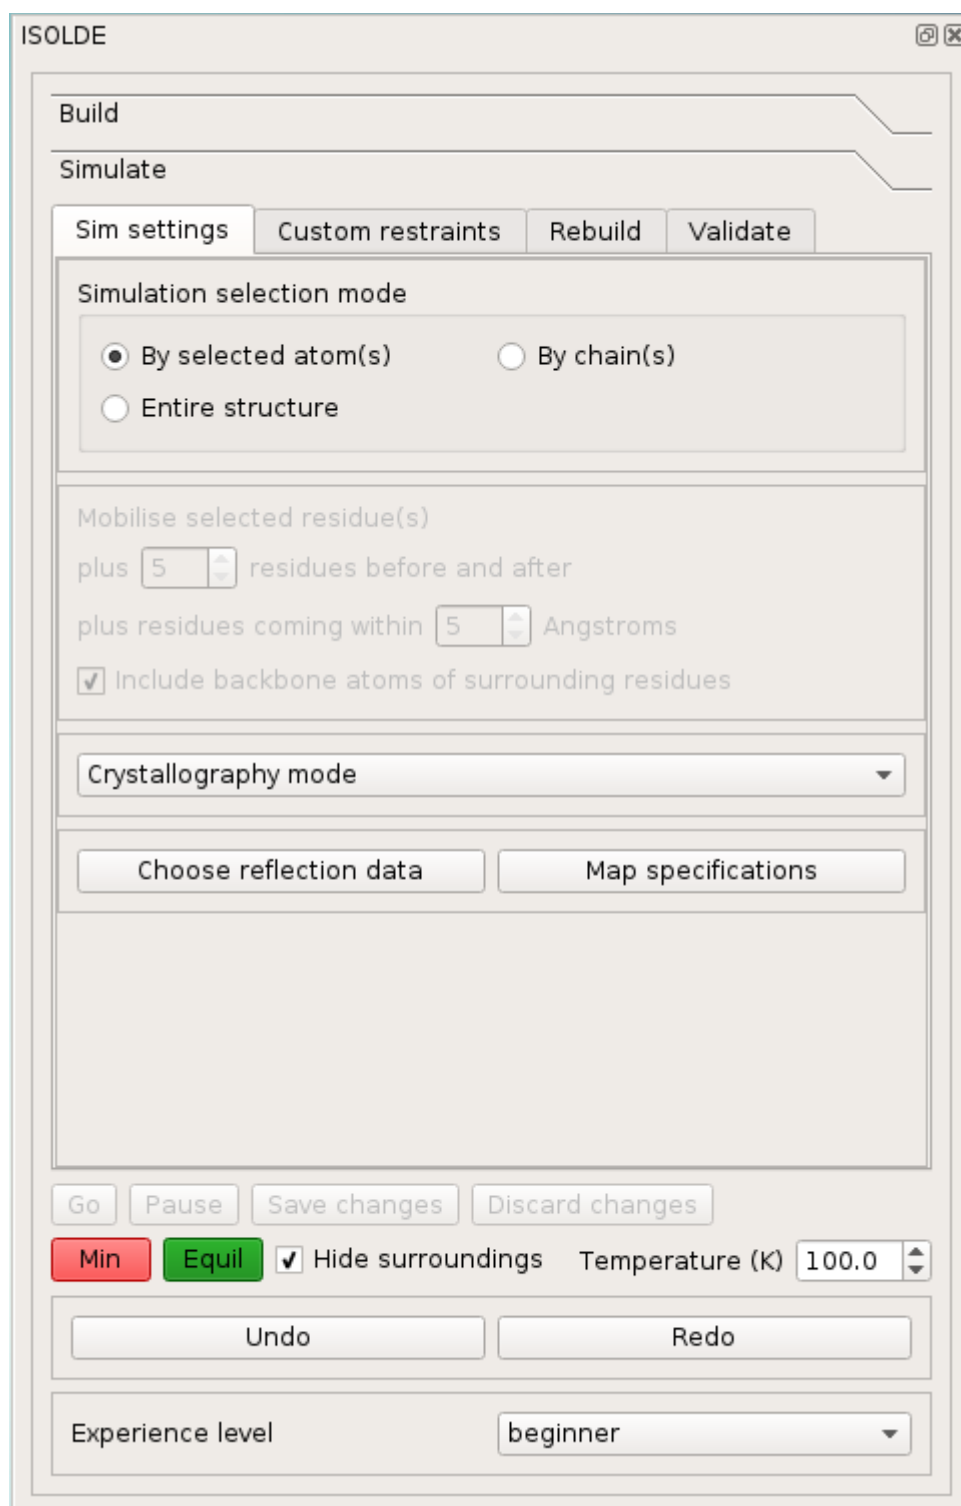 ISOLDE
Build
Simulate
Sim settings Custom restraints Rebuild Validate
Simulation selection mode
By selected atom(s) By chain(s)
Entire structure
Mobilise selected residue(s)
plus 5 residues before and after
plus residues coming within 5 Angstroms
Include backbone atoms of surrounding residues
Crystallography mode
Choose reflection data Map specifications
Go Pause Save changes Discard changes
Min Equil Hide surroundings Temperature (K) 100.0
Undo Redo
Experience level beginner